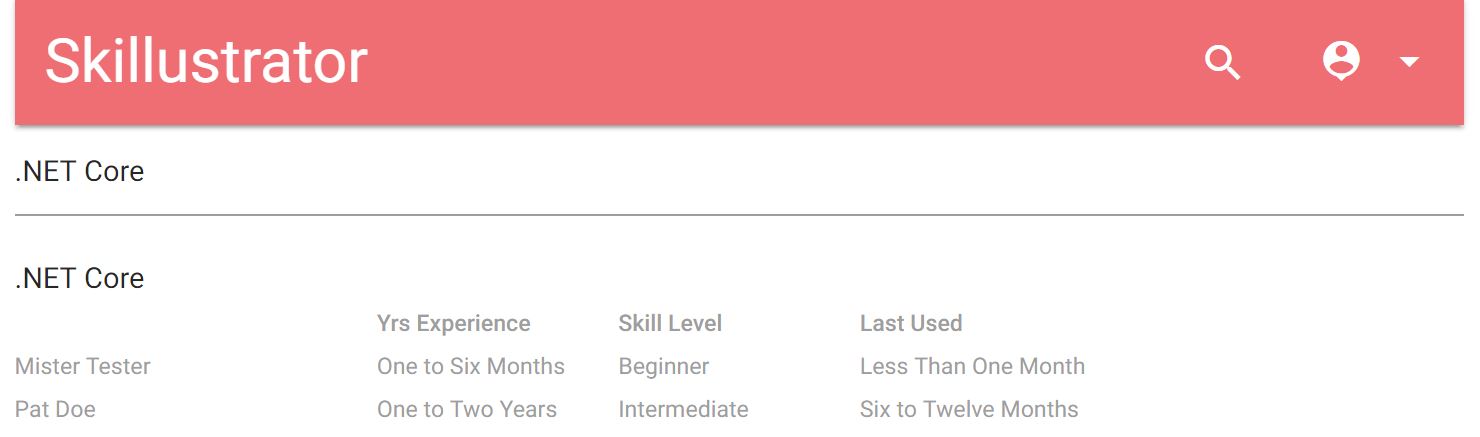 Skillustrator
.NET Core
.NET Core
Yrs Experience Skill Level Last Used
Mister Tester One to Six Months Beginner Less Than One Month
Pat Doe One to Two Years Intermediate Six to Twelve Months